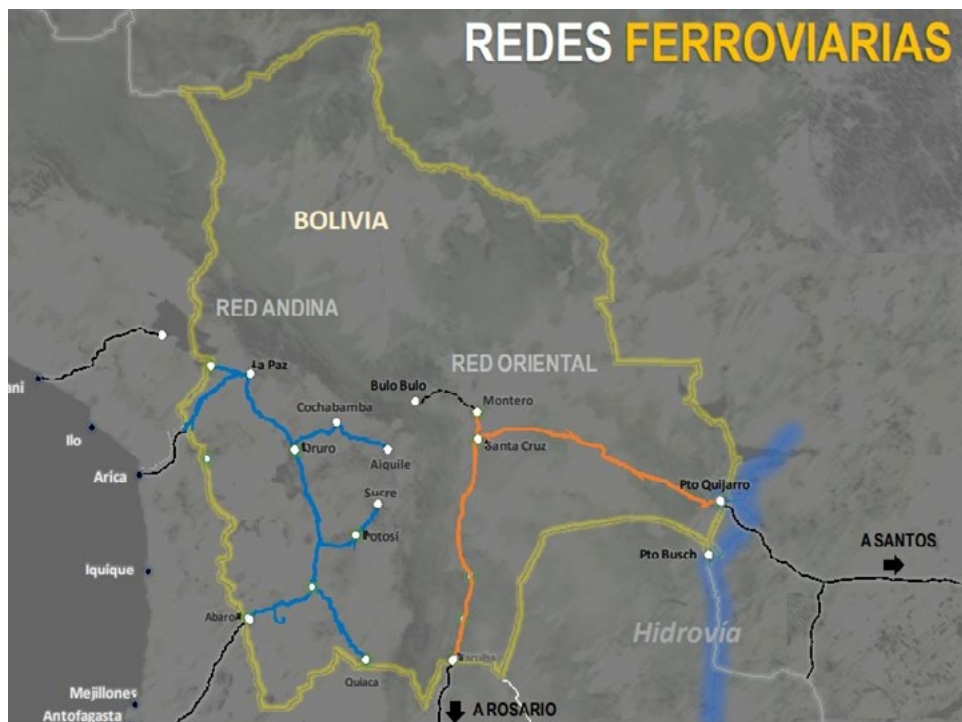 REDES FERROVIARIAS
BOLIVIA
RED ANDINA
RED ORIENTAL
La Paz
Bulo Bulo
Montero
Cochabamba
ani
Ilo
Oruro
Santa Cruz
Aiquile
Arica
Sucre
Pto Quijarro
Potosí
A SANTOS
Pto Busch
Iquique
Abaroa
Hidrovía
Quiaca
Mejillones
Antofagasta
A ROSARIO